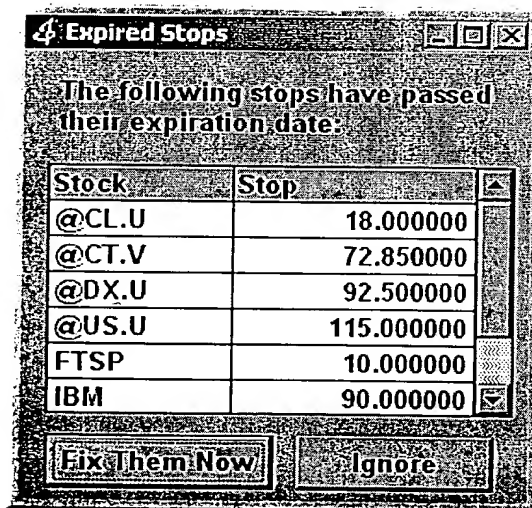 Expired Stops
The following stops have passed
their expiration date:
Stock Stop
@CL.U 18.000000
@CT.V 72.850000
@DX.U 92.500000
@US.U 115.000000
FTSP 10.000000
IBM 90.000000
Fix Them Now Ignore